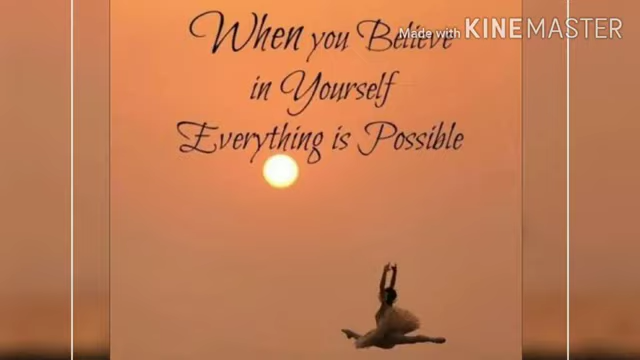 Made with KINEMASTER
When you Believe
in Yourself
Everything is Possible